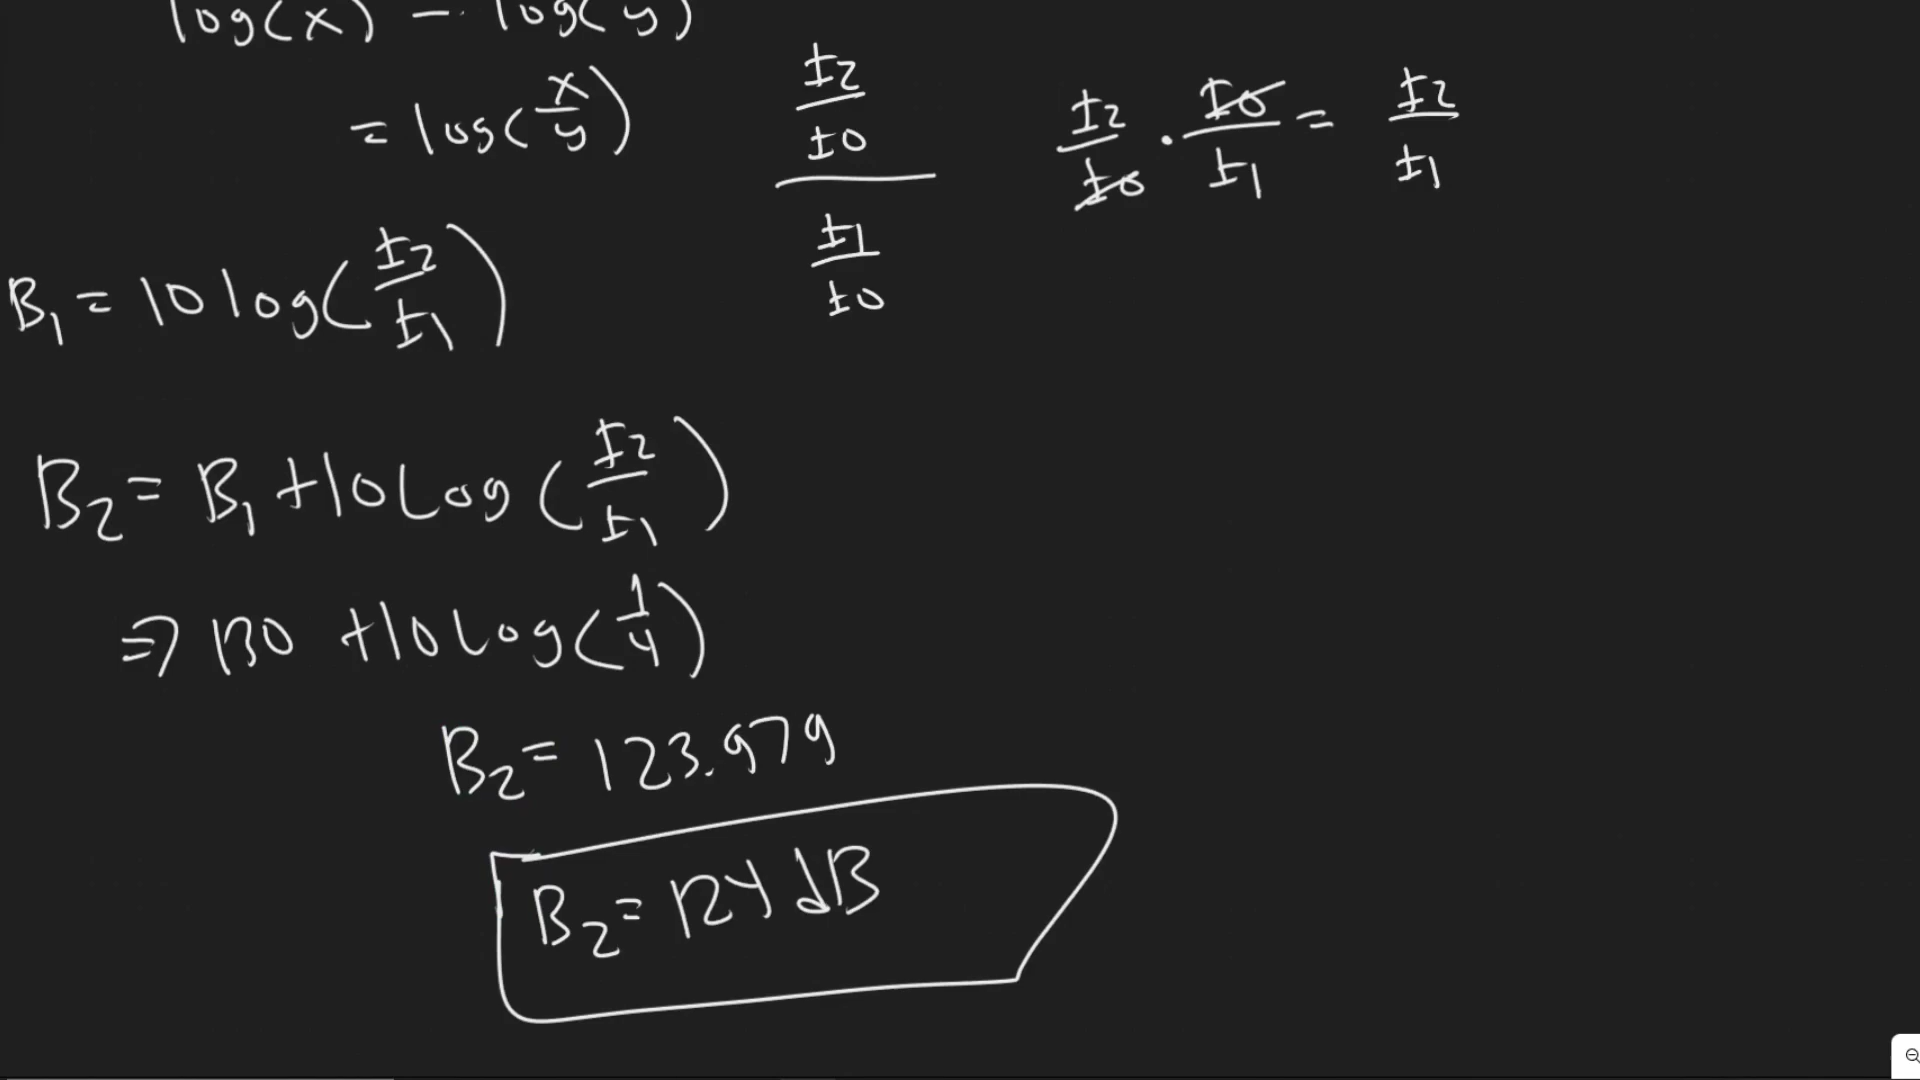 log(x) - log(y)
= log(x/y)
I2/I0
I1/I0
I2/I0 · I0/I1 = I2/I1
B1 = 10 log(I2/I1)
B2 = B1 + 10 Log(I2/I1)
⇒ 130 + 10 Log(1/4)
B2 = 123.979
B2 = 124 dB